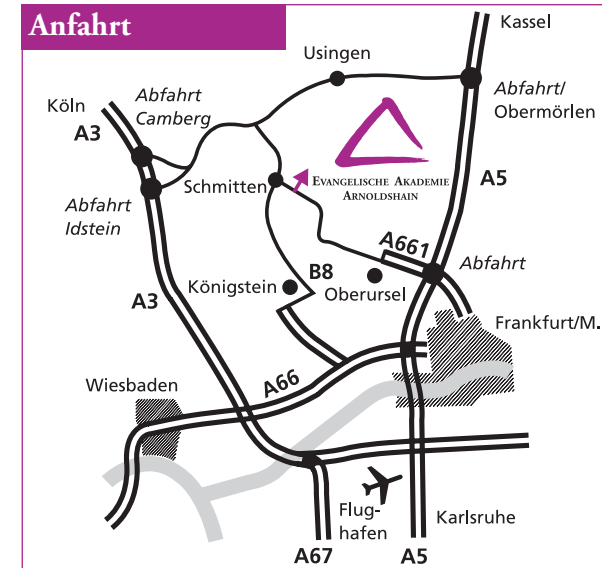 Anfahrt
Kassel
Usingen
Abfahrt/
Obermörlen
Köln
A3
Abfahrt
Camberg
Schmitten
EVANGELISCHE AKADEMIE
ARNOLDSHAIN
A5
Abfahrt
Idstein
A661
Abfahrt
A3
Königstein
B8
Oberursel
Frankfurt/M.
Wiesbaden
A66
Flug-
hafen
Karlsruhe
A67
A5